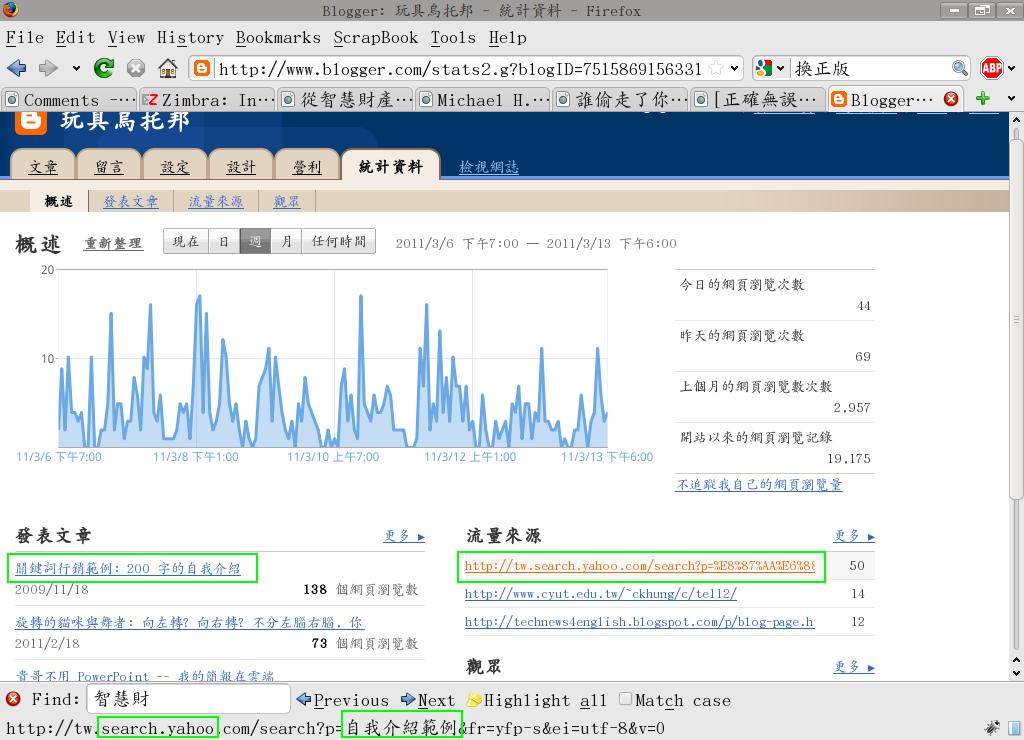 Blogger: 玩具烏托邦 - 統計資料 - Firefox
File Edit View History Bookmarks ScrapBook Tools Help
http://www.blogger.com/stats2.g?blogID=7515869156331 換正版 ABP
Comments -... Zimbra: In... 從智慧財產... Michael H.... 誰偷走了你... [正確無誤... Blogger...
玩具烏托邦
文章 留言 設定 設計 營利 統計資料 檢視網誌
概述 發表文章 流量來源 觀眾
概述 重新整理 現在 日 週 月 任何時間 2011/3/6 下午7:00 — 2011/3/13 下午6:00
20
10
11/3/6 下午7:00 11/3/8 下午1:00 11/3/10 上午7:00 11/3/12 上午1:00 11/3/13 下午6:00
今日的網頁瀏覽次數
44
昨天的網頁瀏覽次數
69
上個月的網頁瀏覽數次數
2,957
開站以來的網頁瀏覽記錄
19,175
不追蹤我自己的網頁瀏覽量
發表文章 更多 ▶
關鍵詞行銷範例: 200 字的自我介紹
2009/11/18 138 個網頁瀏覽數
旋轉的貓咪與舞者: 向左轉? 向右轉? 不分左腦右腦, 你
2011/2/18 73 個網頁瀏覽數
貴哥不用 PowerPoint -- 我的簡報在雲端
流量來源 更多 ▶
http://tw.search.yahoo.com/search?p=%E8%87%AA%E6%88 50
http://www.cyut.edu.tw/~ckhung/c/tell2/ 14
http://technews4english.blogspot.com/p/blog-page.h 12
觀眾 更多 ▶
Find: 智慧財 Previous Next Highlight all Match case
http://tw.search.yahoo.com/search?p=自我介紹範例&fr=yfp-s&ei=utf-8&v=0